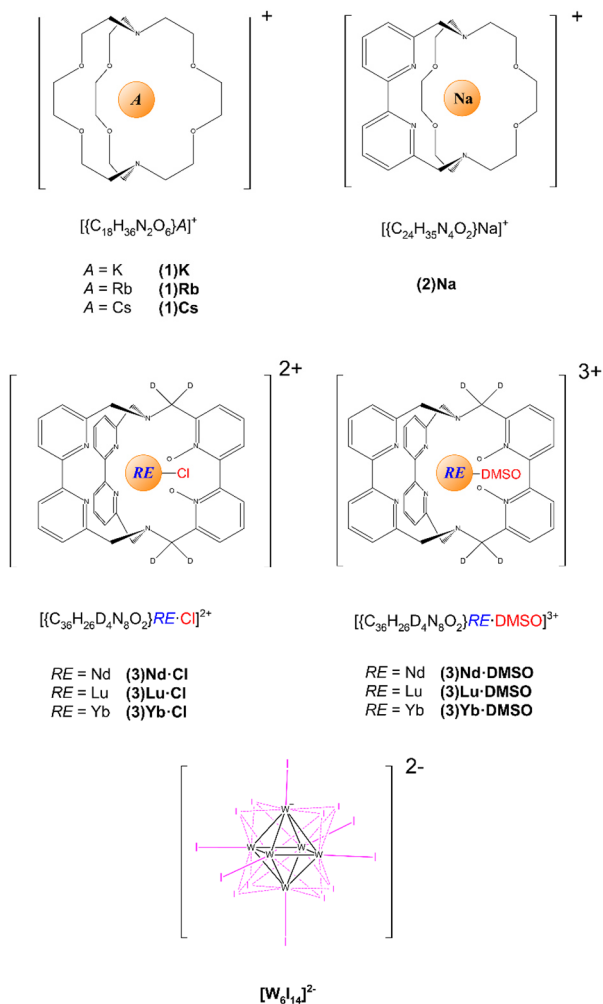 +
+
N
O
O
O
O
A
O
O
N
N
N
O
O
Na
N
O
O
N
[{C₁₈H₃₆N₂O₆}A]⁺
[{C₂₄H₃₅N₄O₂}Na]⁺
A = K (1)K
A = Rb (1)Rb
A = Cs (1)Cs
(2)Na
2+
3+
D D
N
N
N
N
O
RE Cl
O
N
N
N
N
D D
D D
N
N
N
N
O
RE DMSO
O
N
N
N
N
D D
[{C₃₆H₂₆D₄N₈O₂}RE·Cl]²⁺
[{C₃₆H₂₆D₄N₈O₂}RE·DMSO]³⁺
RE = Nd (3)Nd·Cl
RE = Lu (3)Lu·Cl
RE = Yb (3)Yb·Cl
RE = Nd (3)Nd·DMSO
RE = Lu (3)Lu·DMSO
RE = Yb (3)Yb·DMSO
2-
I
I I
W⁻
I I
I
I W W
W W I
I
I I
W
I I
I
[W₆I₁₄]²⁻